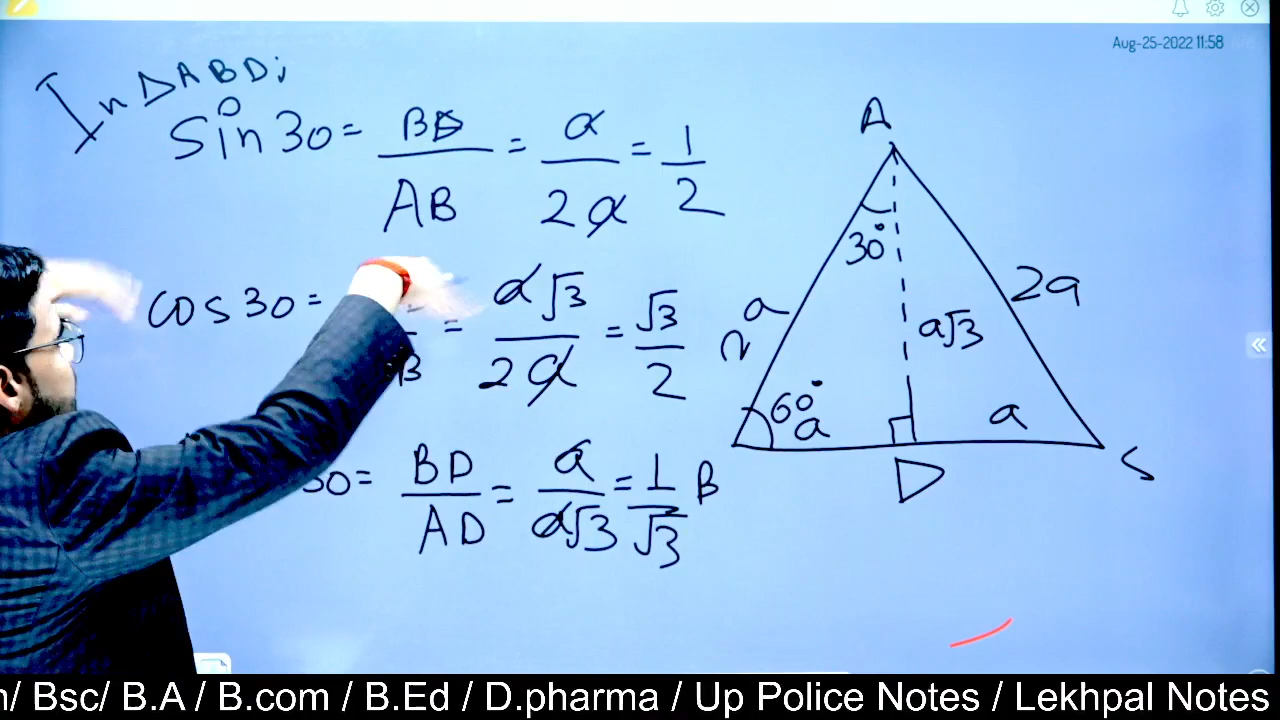 Aug-25-2022 11:58
In ΔABD;
Sin 30 = BD/AB = a/2a = 1/2
cos 30 = B = a√3/2a = √3/2
30 = BD/AD = a/a√3 = 1/√3
A
30°
2a
2a
a√3
60°
a
a
B
D
S
n/ Bsc/ B.A / B.com / B.Ed / D.pharma / Up Police Notes / Lekhpal Notes